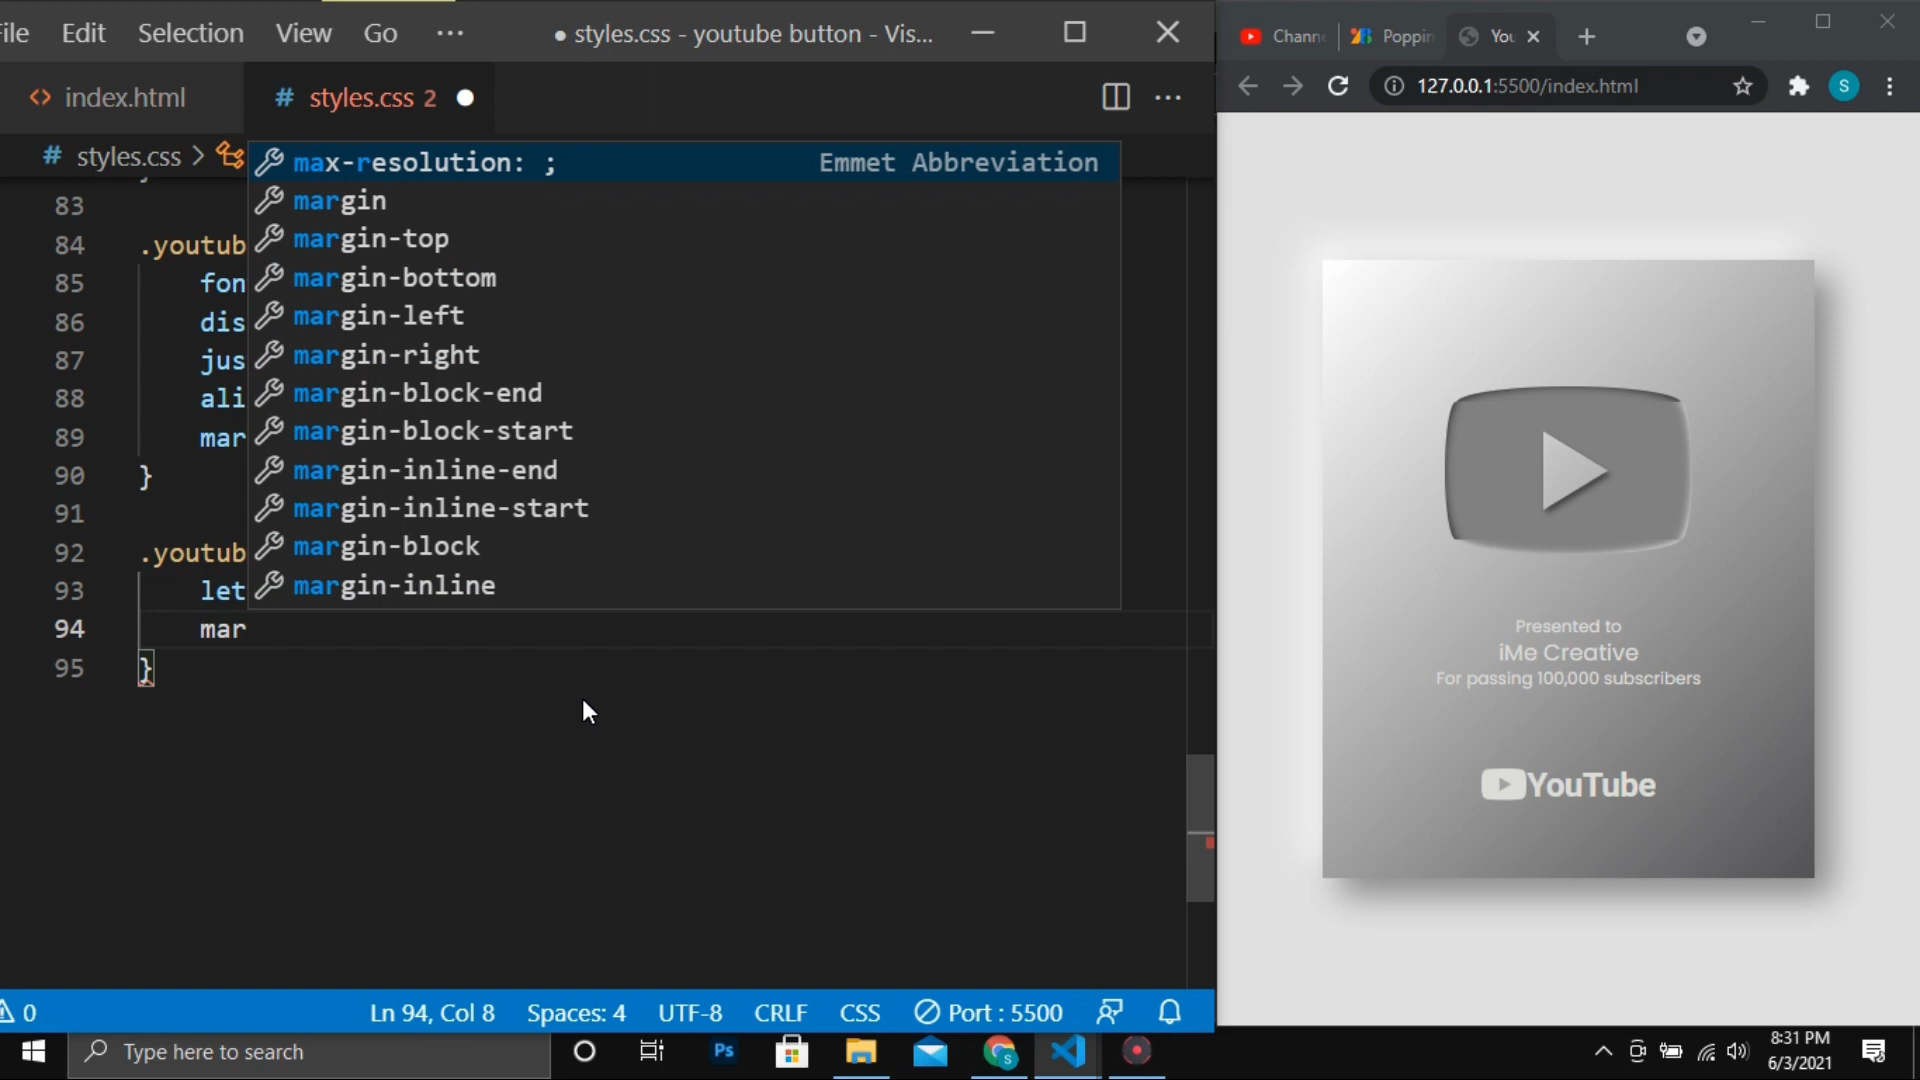 File Edit Selection View Go ···
● styles.css - youtube button - Vis...
<> index.html
# styles.css 2 ●
# styles.css >
83
84 .youtub
85 fon
86 dis
87 jus
88 ali
89 mar
90 }
91
92 .youtub
93 let
94 mar
95 }
max-resolution: ; Emmet Abbreviation
margin
margin-top
margin-bottom
margin-left
margin-right
margin-block-end
margin-block-start
margin-inline-end
margin-inline-start
margin-block
margin-inline
0 Ln 94, Col 8 Spaces: 4 UTF-8 CRLF CSS Port : 5500
Chann Poppin You
127.0.0.1:5500/index.html S
Presented to
iMe Creative
For passing 100,000 subscribers
YouTube
Type here to search Ps S
8:31 PM
6/3/2021